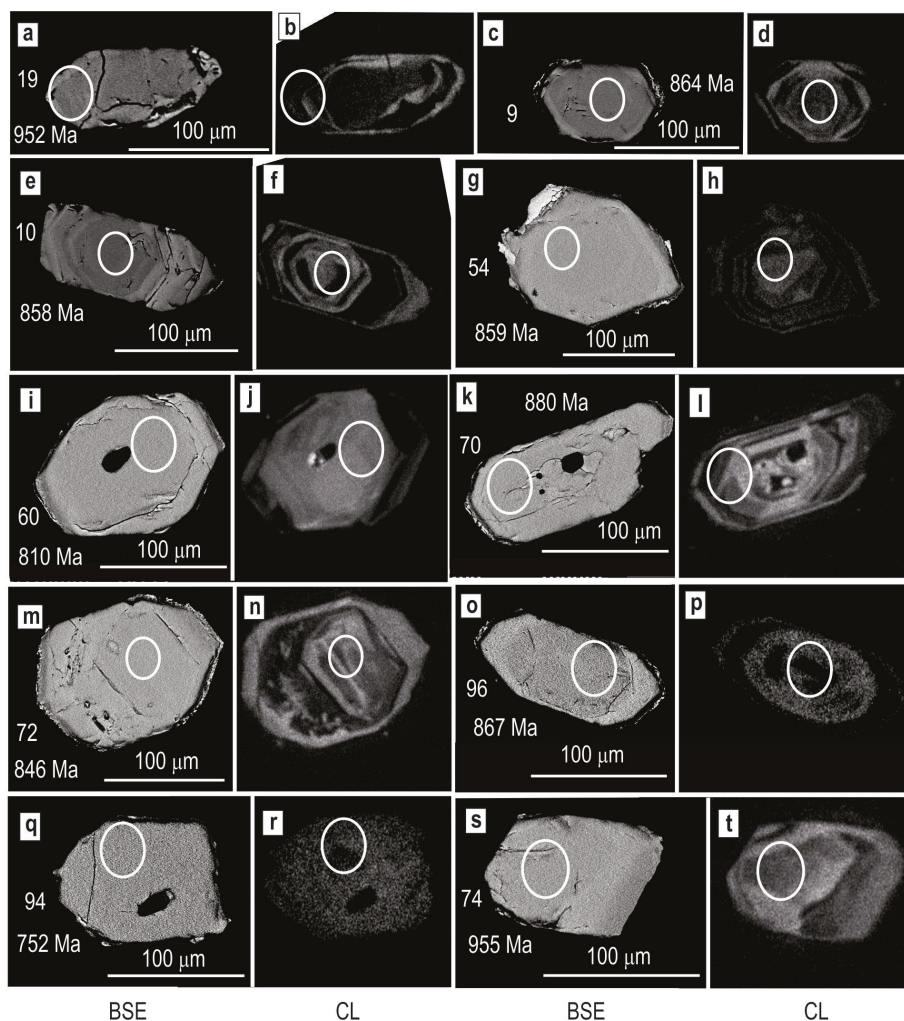 a
19
952 Ma
100 μm
b
c
864 Ma
9
100 μm
d
e
10
858 Ma
100 μm
f
g
54
859 Ma
100 μm
h
i
60
810 Ma
100 μm
j
k
880 Ma
70
100 μm
l
m
72
846 Ma
100 μm
n
o
96
867 Ma
100 μm
p
q
94
752 Ma
100 μm
r
s
74
955 Ma
100 μm
t
BSE CL BSE CL